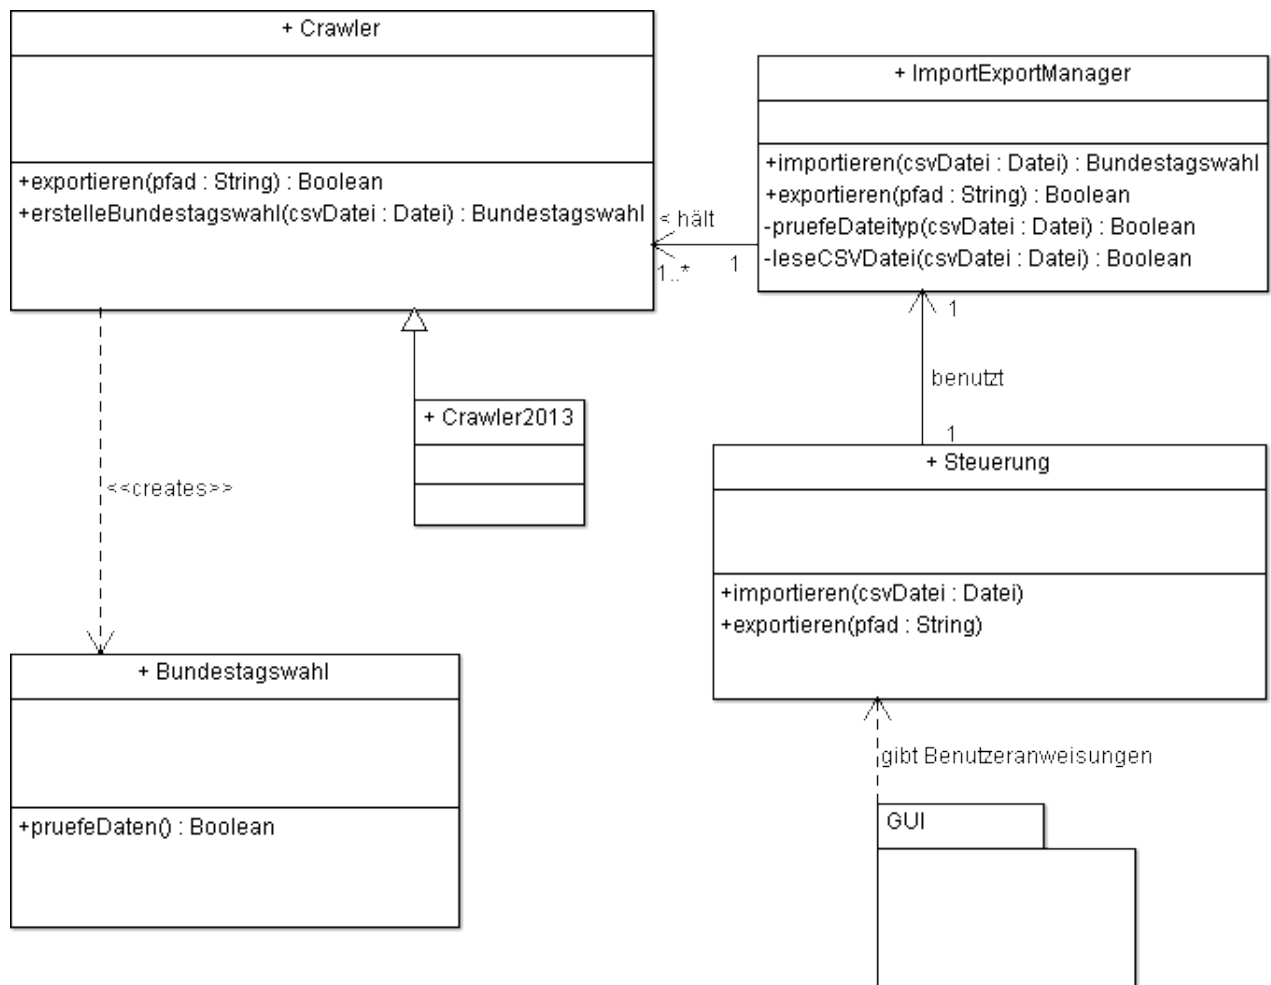 + Crawler
+exportieren(pfad : String) : Boolean
+erstelleBundestagswahl(csvDatei : Datei) : Bundestagswahl
+ ImportExportManager
+importieren(csvDatei : Datei) : Bundestagswahl
+exportieren(pfad : String) : Boolean
-pruefeDateityp(csvDatei : Datei) : Boolean
-leseCSVDatei(csvDatei : Datei) : Boolean
< hält
1..*
1
1
benutzt
1
+ Crawler2013
<<creates>>
+ Steuerung
+importieren(csvDatei : Datei)
+exportieren(pfad : String)
+ Bundestagswahl
+pruefeDaten() : Boolean
gibt Benutzeranweisungen
GUI